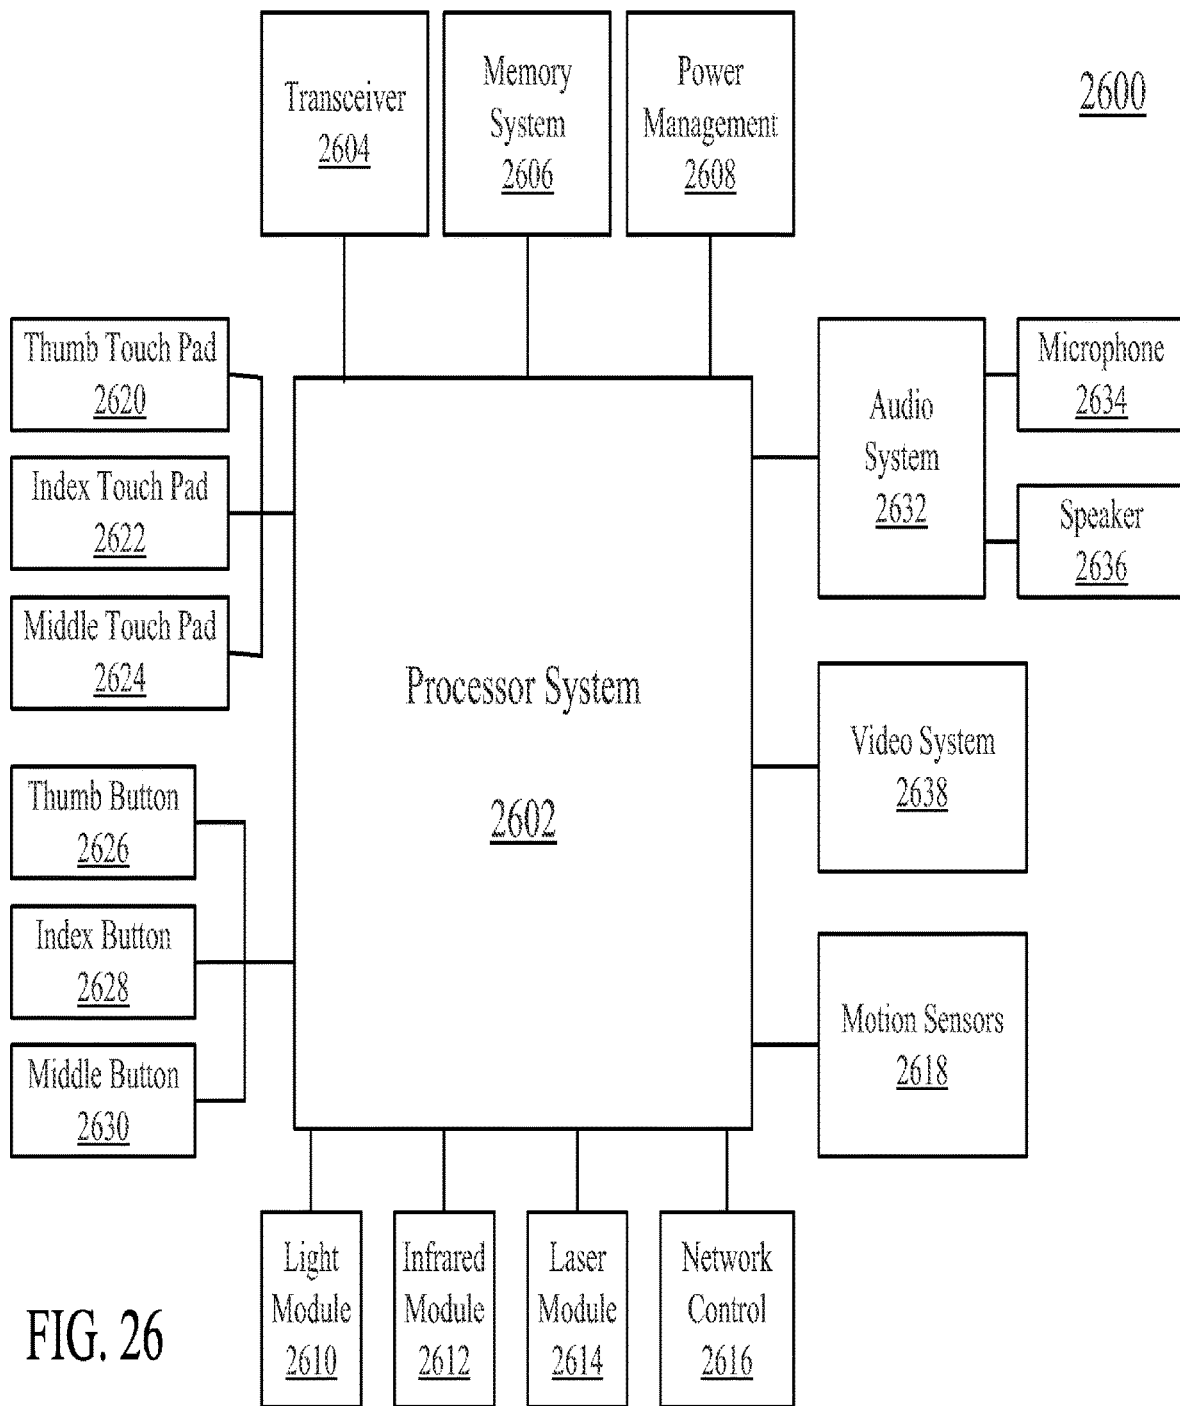 Transceiver
2604
Memory
System
2606
Power
Management
2608
2600
Thumb Touch Pad
2620
Index Touch Pad
2622
Middle Touch Pad
2624
Thumb Button
2626
Index Button
2628
Middle Button
2630
Processor System
2602
Audio
System
2632
Microphone
2634
Speaker
2636
Video System
2638
Motion Sensors
2618
Light
Module
2610
Infrared
Module
2612
Laser
Module
2614
Network
Control
2616
FIG. 26